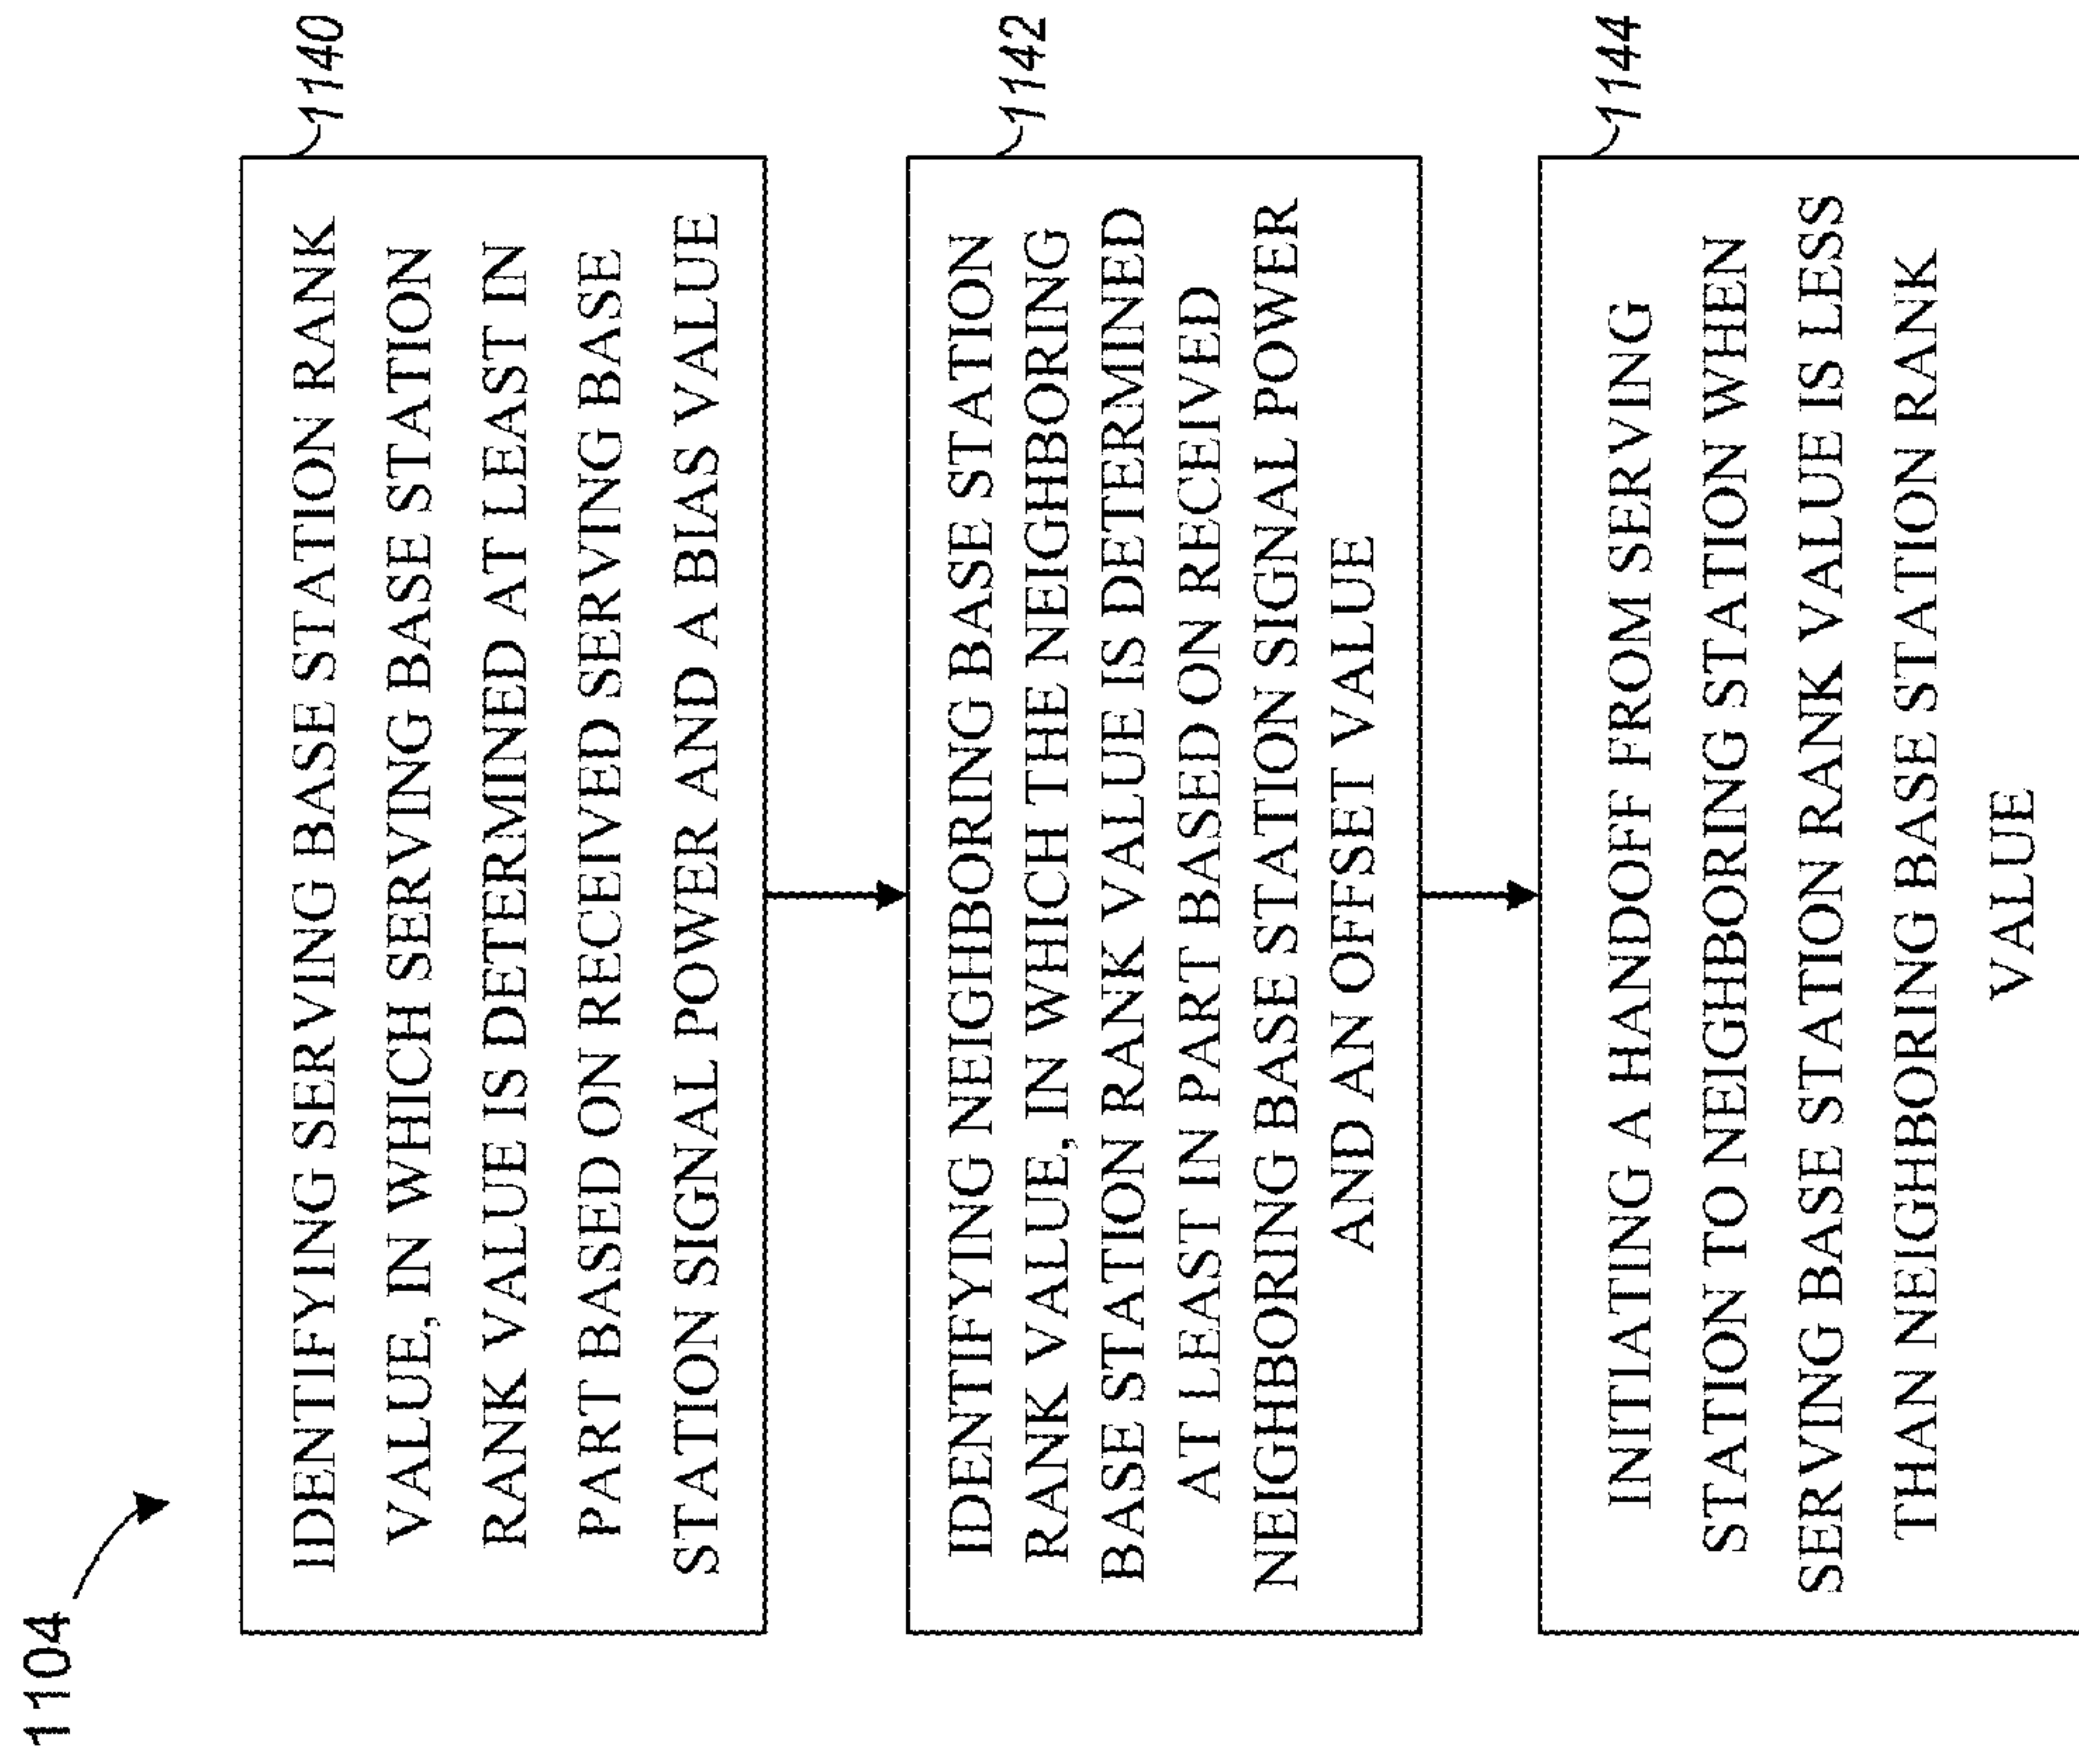 1104
1140
IDENTIFYING SERVING BASE STATION RANK
VALUE, IN WHICH SERVING BASE STATION
RANK VALUE IS DETERMINED AT LEAST IN
PART BASED ON RECEIVED SERVING BASE
STATION SIGNAL POWER AND A BIAS VALUE
1142
IDENTIFYING NEIGHBORING BASE STATION
RANK VALUE, IN WHICH THE NEIGHBORING
BASE STATION RANK VALUE IS DETERMINED
AT LEAST IN PART BASED ON RECEIVED
NEIGHBORING BASE STATION SIGNAL POWER
AND AN OFFSET VALUE
1144
INITIATING A HANDOFF FROM SERVING
STATION TO NEIGHBORING STATION WHEN
SERVING BASE STATION RANK VALUE IS LESS
THAN NEIGHBORING BASE STATION RANK
VALUE